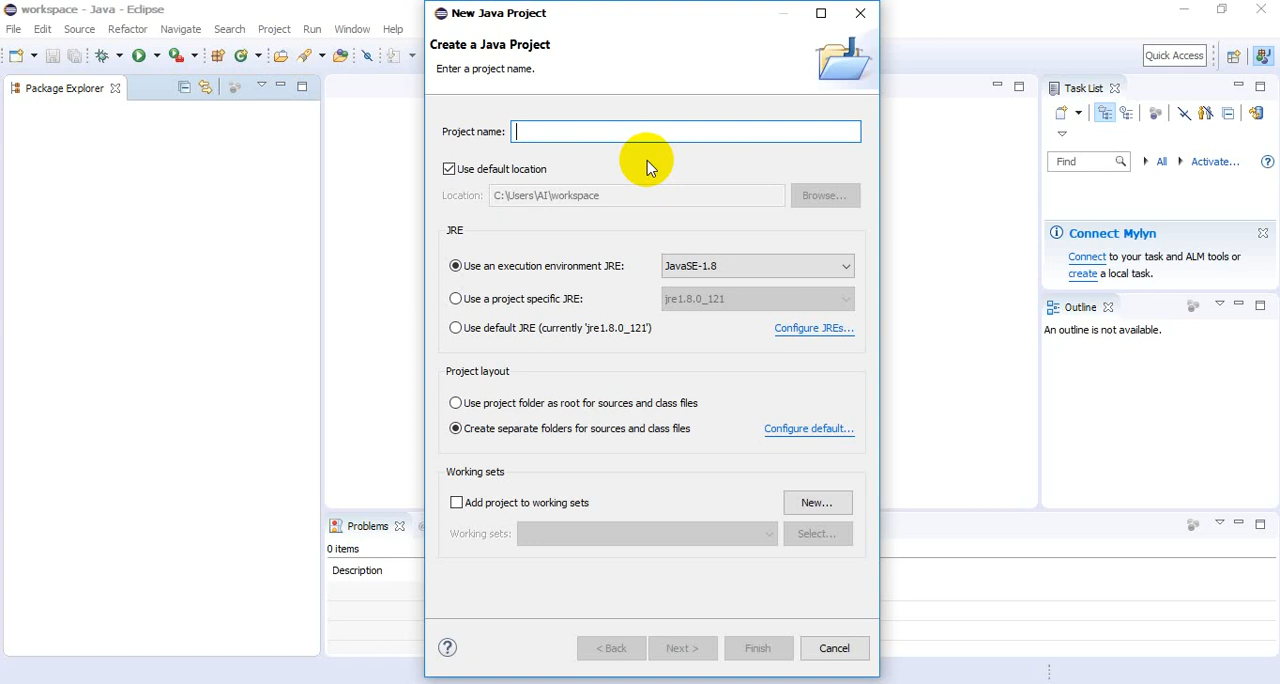 workspace - Java - Eclipse
File Edit Source Refactor Navigate Search Project Run Window Help
Quick Access
Package Explorer
New Java Project
Create a Java Project
Enter a project name.
Project name:
Use default location
Location: C:\Users\AI\workspace Browse...
JRE
Use an execution environment JRE: JavaSE-1.8
Use a project specific JRE: jre1.8.0_121
Use default JRE (currently 'jre1.8.0_121') Configure JREs...
Project layout
Use project folder as root for sources and class files
Create separate folders for sources and class files Configure default...
Working sets
Add project to working sets New...
Working sets: Select...
? < Back Next > Finish Cancel
Task List
Find All Activate... ?
Connect Mylyn
Connect to your task and ALM tools or
create a local task.
Outline
An outline is not available.
Problems @
0 items
Description